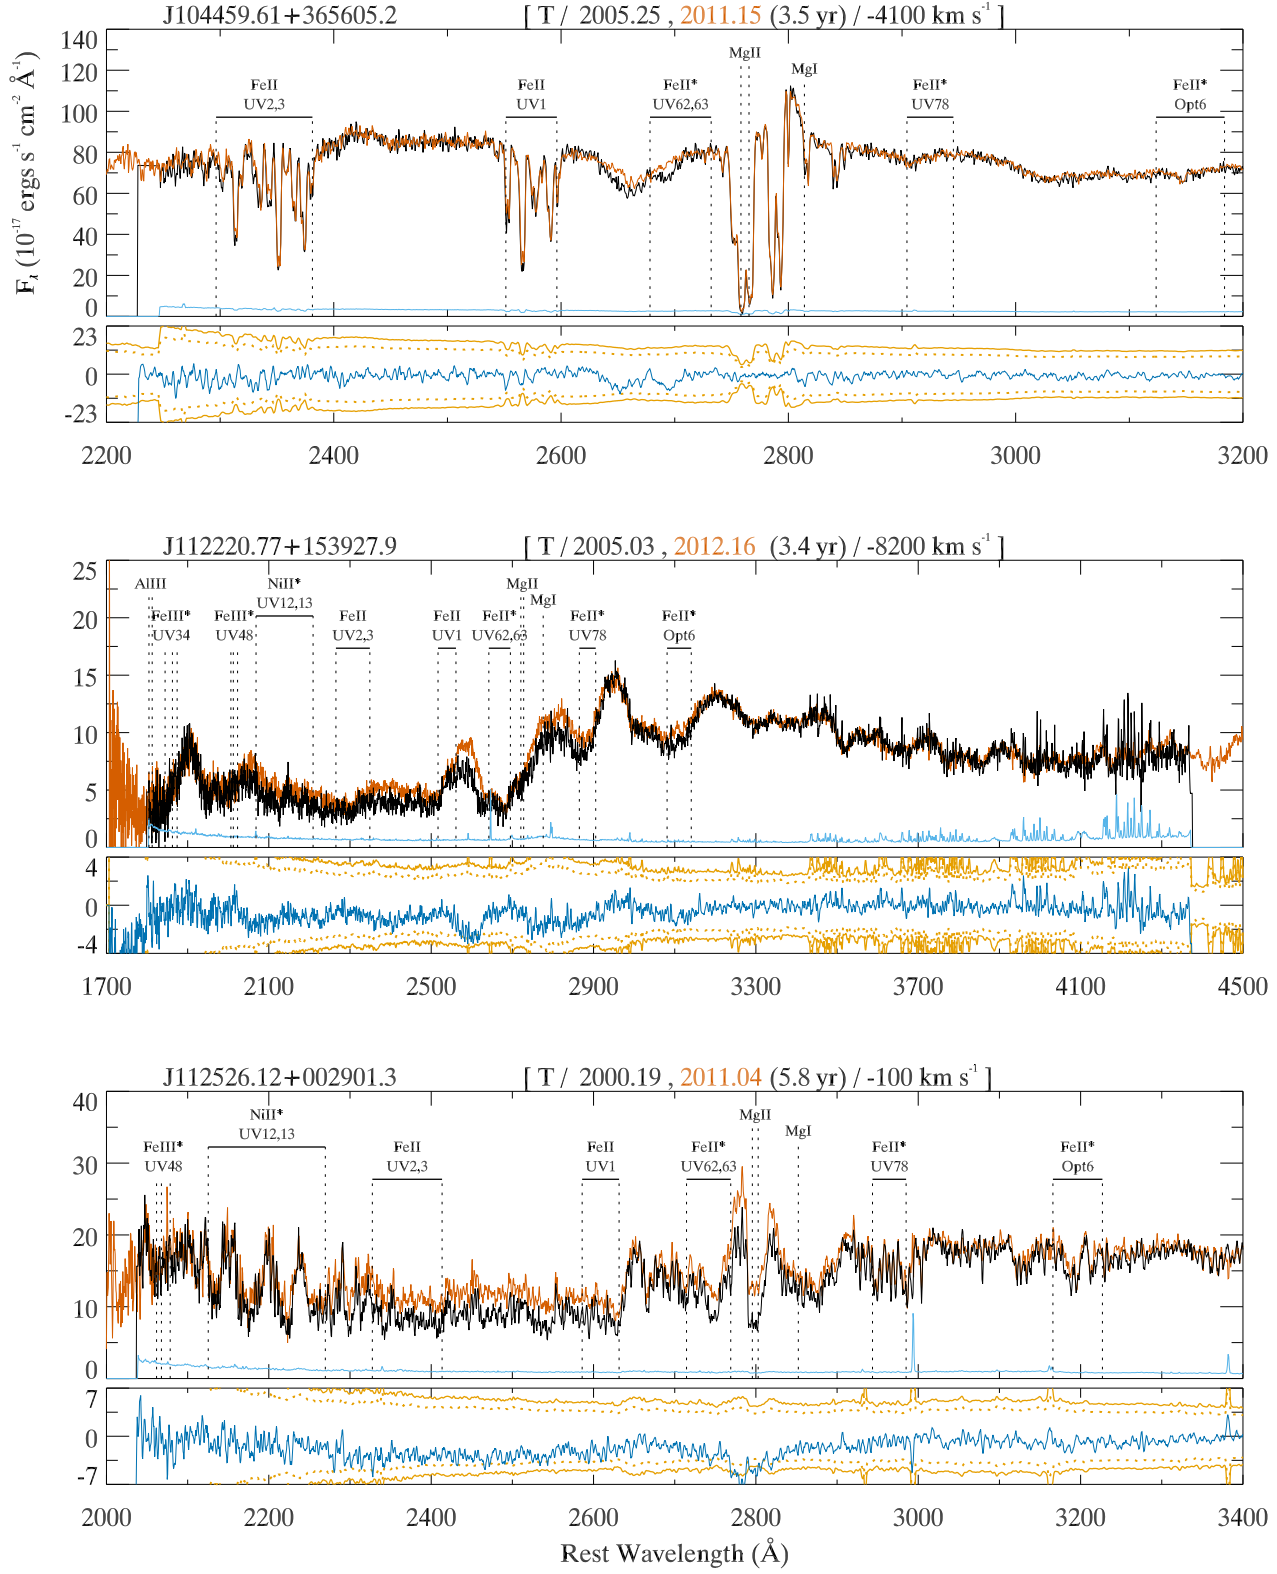 J104459.61+365605.2 [ T / 2005.25 , 2011.15 (3.5 yr) / -4100 km s⁻¹ ]
140
120
100
80
60
40
20
0
F_λ (10⁻¹⁷ ergs s⁻¹ cm⁻² Å⁻¹)
FeII
UV2,3
FeII
UV1
FeII*
UV62,63
MgII
MgI
FeII*
UV78
FeII*
Opt6
23
0
-23
2200 2400 2600 2800 3000 3200
J112220.77+153927.9 [ T / 2005.03 , 2012.16 (3.4 yr) / -8200 km s⁻¹ ]
25
20
15
10
5
0
AlIII
FeIII*
UV34
FeIII*
UV48
NiII*
UV12,13
FeII
UV2,3
FeII
UV1
FeII*
UV62,63
MgII
MgI
FeII*
UV78
FeII*
Opt6
4
0
-4
1700 2100 2500 2900 3300 3700 4100 4500
J112526.12+002901.3 [ T / 2000.19 , 2011.04 (5.8 yr) / -100 km s⁻¹ ]
40
30
20
10
0
FeIII*
UV48
NiII*
UV12,13
FeII
UV2,3
FeII
UV1
FeII*
UV62,63
MgII
MgI
FeII*
UV78
FeII*
Opt6
7
0
-7
2000 2200 2400 2600 2800 3000 3200 3400
Rest Wavelength (Å)